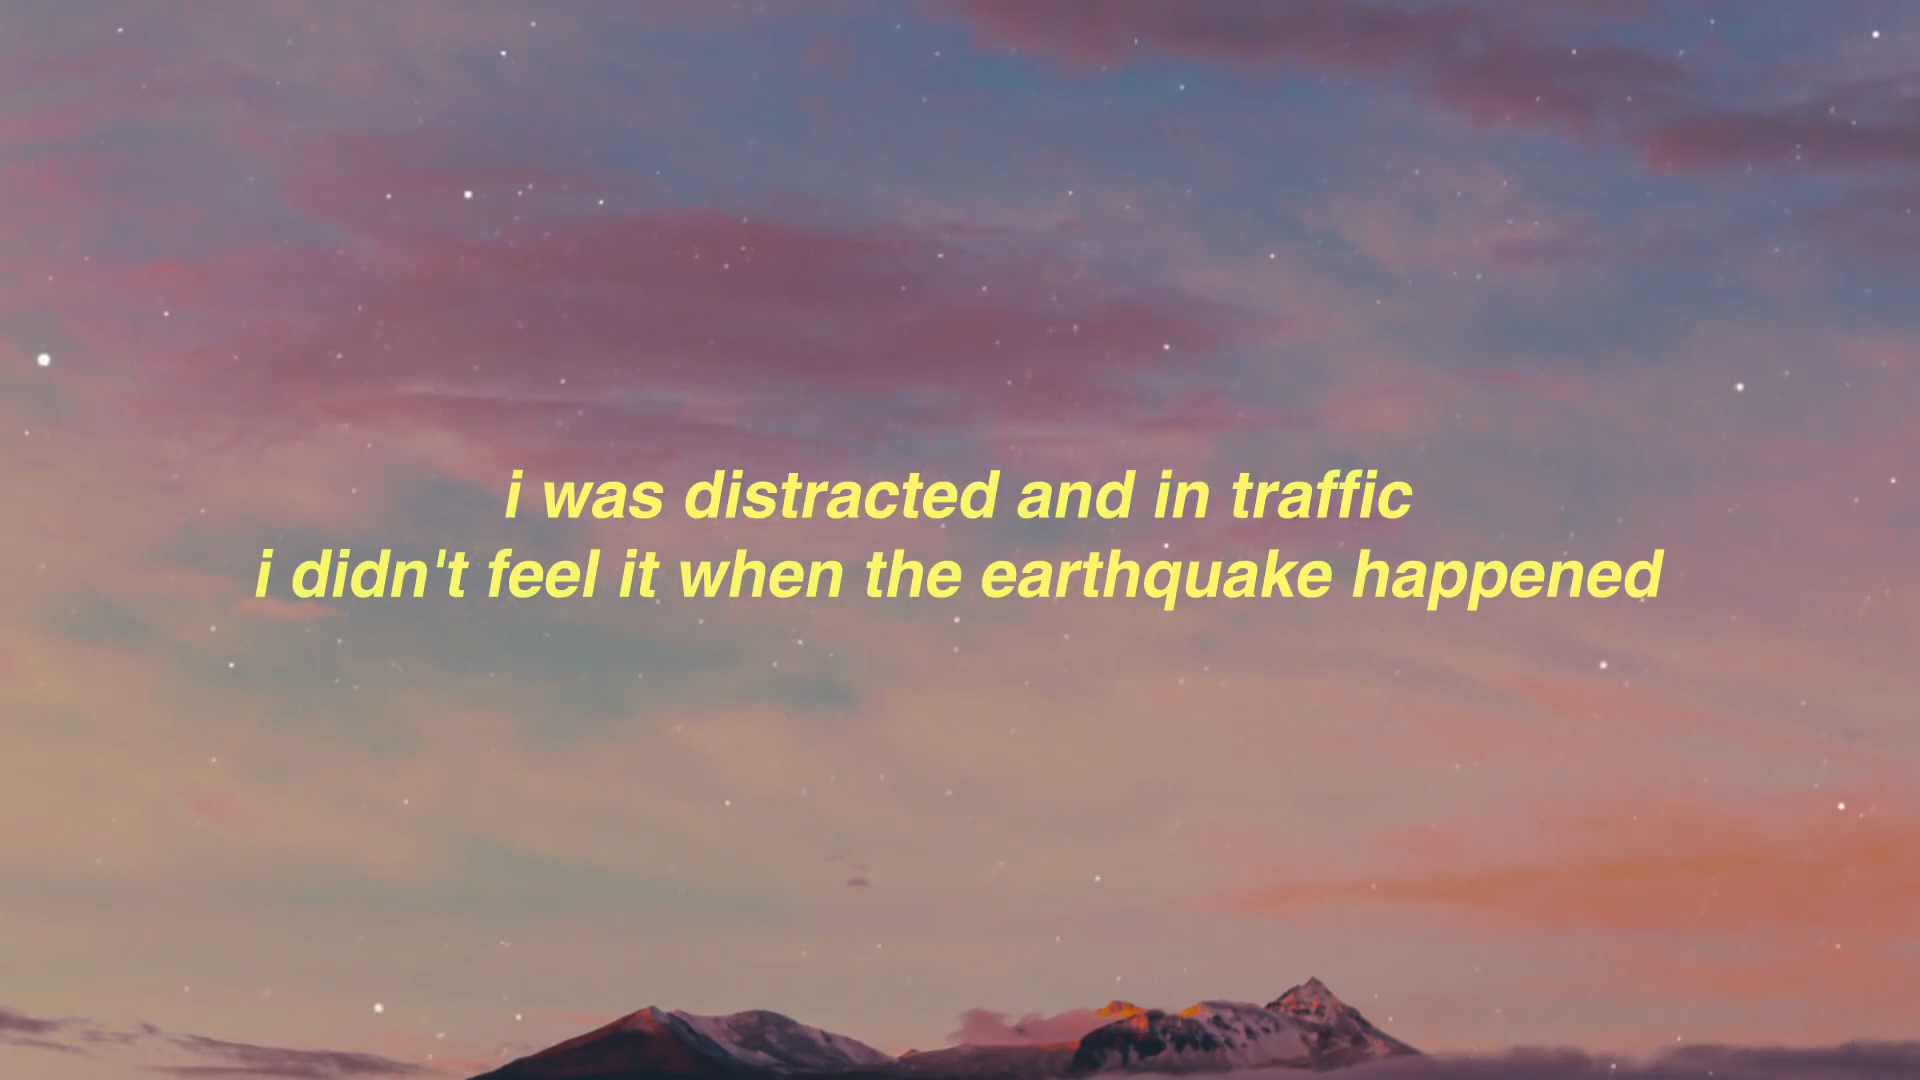 i was distracted and in traffic
i didn't feel it when the earthquake happened